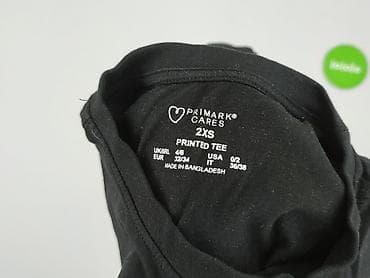 PRIMARK®
CARES
2XS
PRINTED TEE
UK/IRL 4/6 USA 0/2
EUR 32/34 IT 36/38
MADE IN BANGLADESH